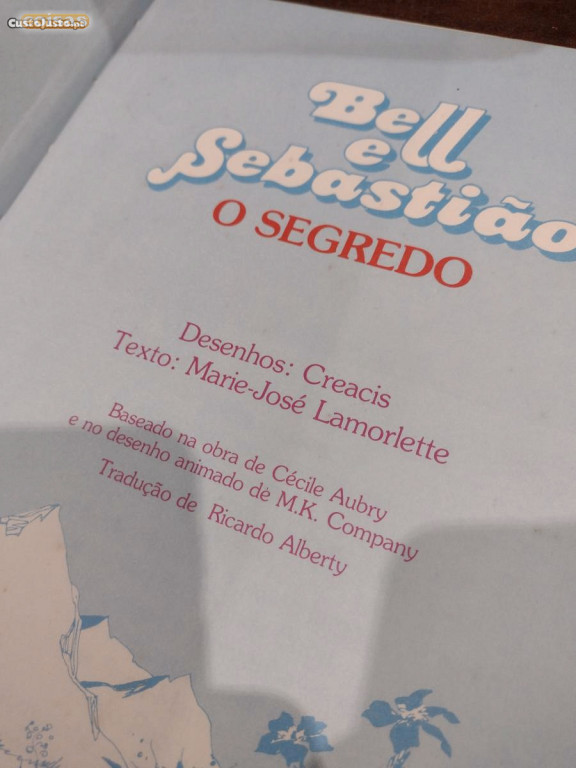 coisas
CustoJusto.pt
Bell
e
Sebastião
O SEGREDO
Desenhos: Creacis
Texto: Marie-José Lamorlette
Baseado na obra de Cécile Aubry
e no desenho animado de M.K. Company
Tradução de Ricardo Alberty